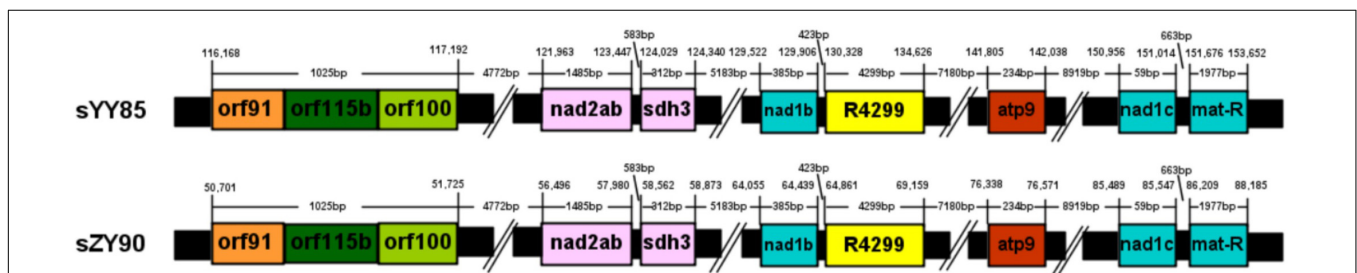 583bp 423bp 663bp
116,168 117,192 121,963 123,447 124,029 124,340 129,522 129,906 130,328 134,626 141,805 142,038 150,956 151,014 151,676 153,652
1025bp 4772bp 1485bp 312bp 5183bp 385bp 4299bp 7180bp 234bp 8919bp 59bp 1977bp
sYY85 orf91 orf115b orf100 nad2ab sdh3 nad1b R4299 atp9 nad1c mat-R
583bp 423bp 663bp
50,701 51,725 56,496 57,980 58,562 58,873 64,055 64,439 64,861 69,159 76,338 76,571 85,489 85,547 86,209 88,185
1025bp 4772bp 1485bp 312bp 5183bp 385bp 4299bp 7180bp 234bp 8919bp 59bp 1977bp
sZY90 orf91 orf115b orf100 nad2ab sdh3 nad1b R4299 atp9 nad1c mat-R